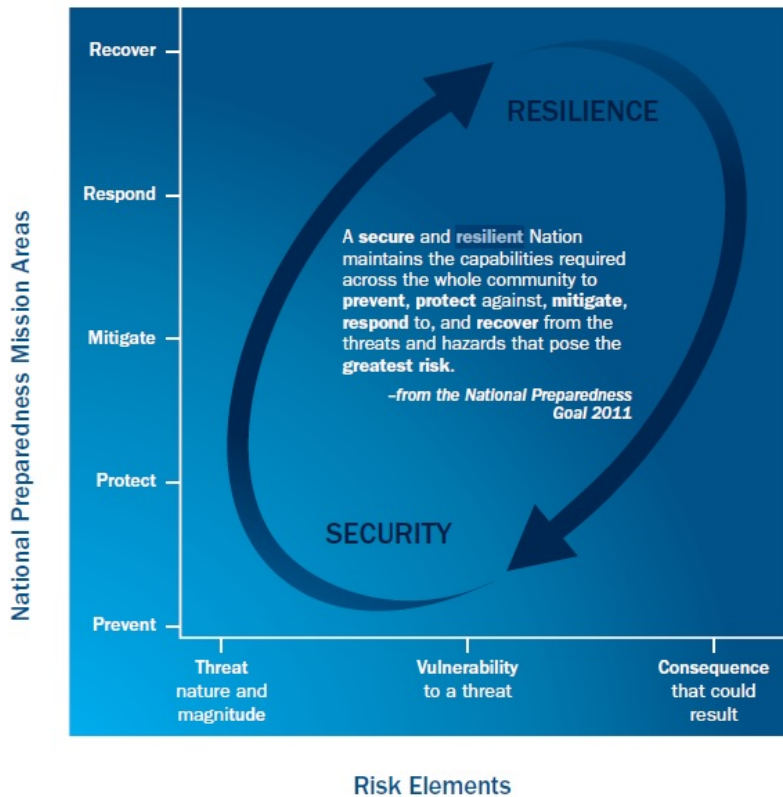 National Preparedness Mission Areas
Recover
Respond
Mitigate
Protect
Prevent
RESILIENCE
A secure and resilient Nation
maintains the capabilities required
across the whole community to
prevent, protect against, mitigate,
respond to, and recover from the
threats and hazards that pose the
greatest risk.
–from the National Preparedness
Goal 2011
SECURITY
Threat
nature and
magnitude
Vulnerability
to a threat
Consequence
that could
result
Risk Elements